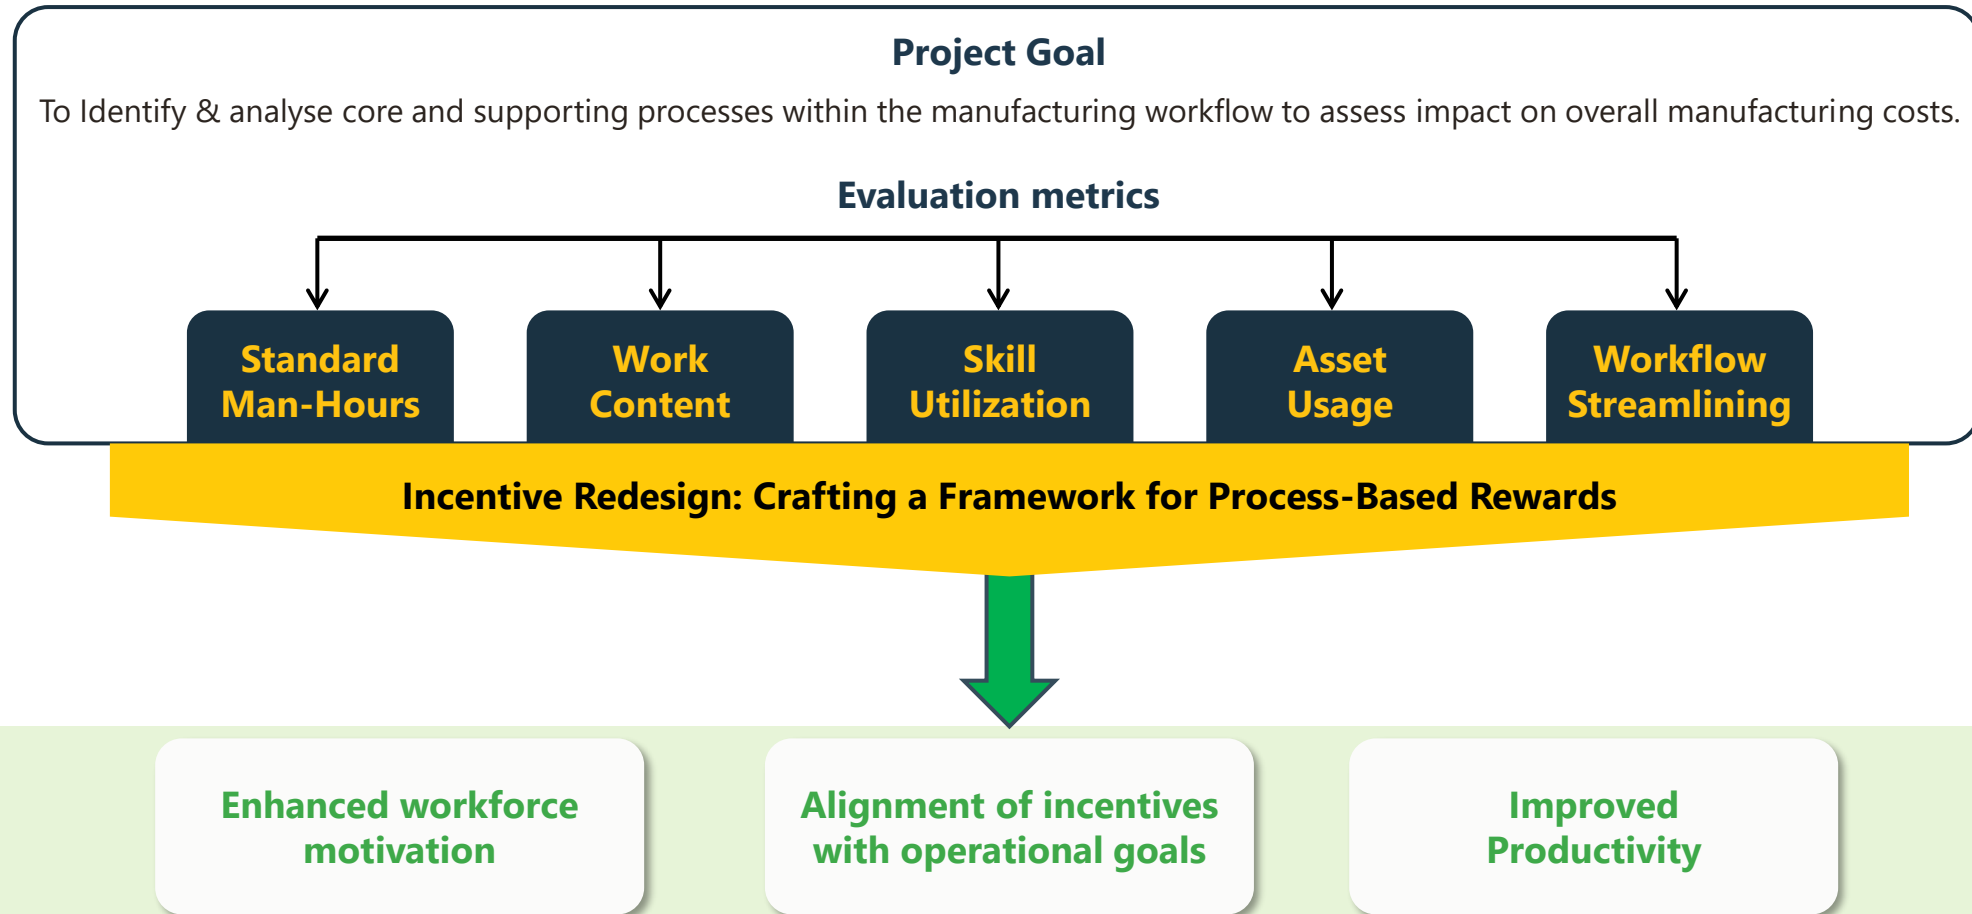 Project Goal
To Identify & analyse core and supporting processes within the manufacturing workflow to assess impact on overall manufacturing costs.
Evaluation metrics
Standard
Man-Hours
Work
Content
Skill
Utilization
Asset
Usage
Workflow
Streamlining
Incentive Redesign: Crafting a Framework for Process-Based Rewards
Enhanced workforce
motivation
Alignment of incentives
with operational goals
Improved
Productivity